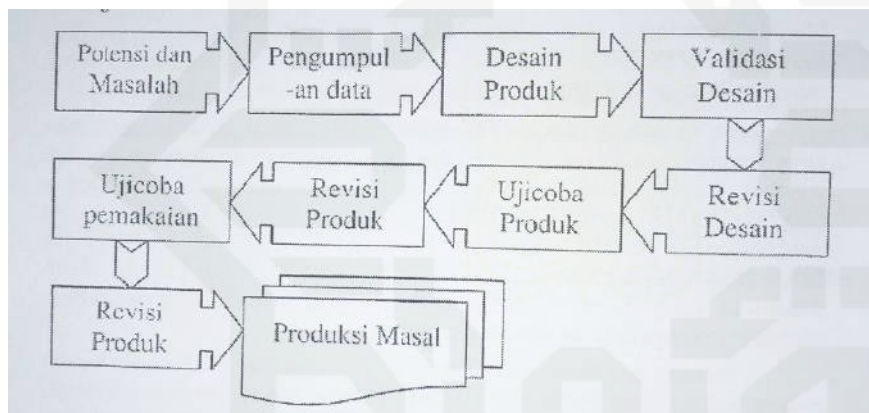 Potensi dan
Masalah
Pengumpul
-an data
Desain
Produk
Validasi
Desain
Revisi
Desain
Ujicoba
Produk
Revisi
Produk
Ujicoba
pemakaian
Revisi
Produk
Produksi Masal